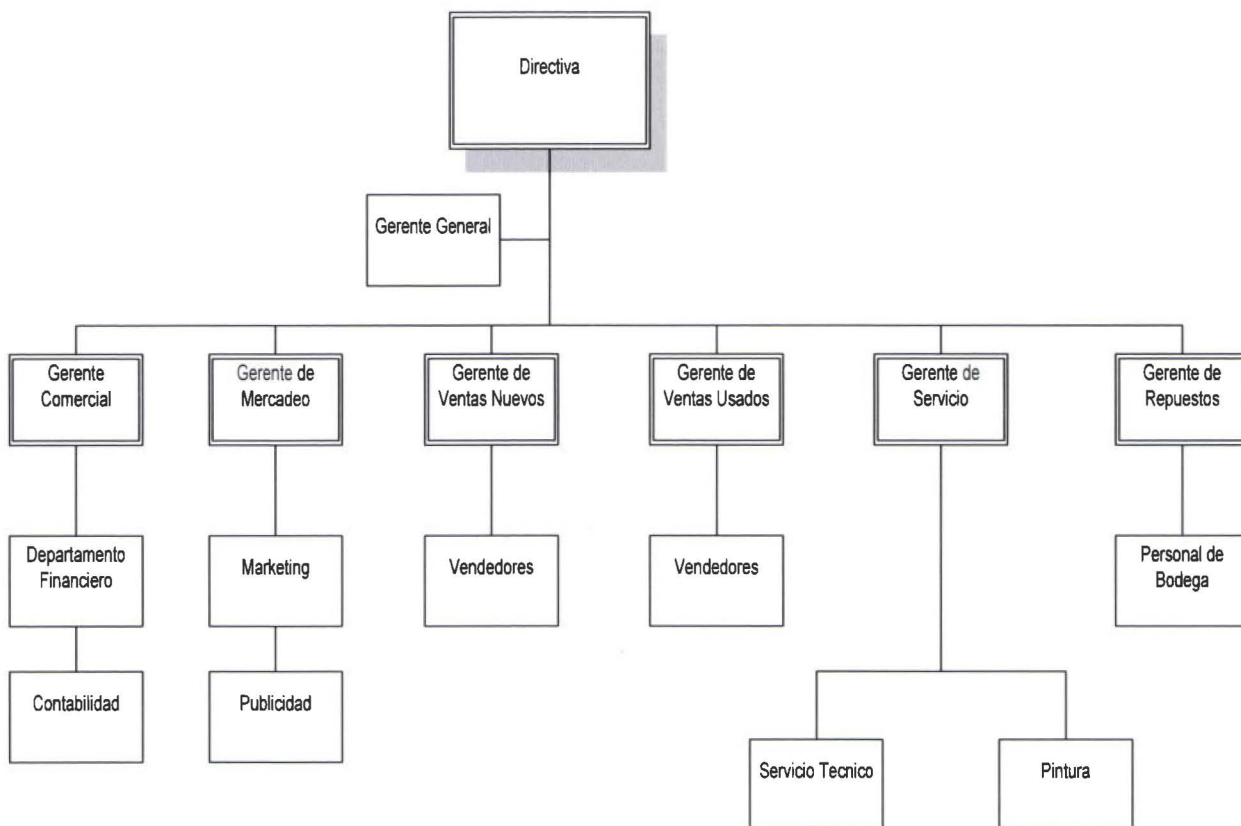 Directiva
Gerente General
Gerente
Comercial
Gerente de
Mercadeo
Gerente de
Ventas Nuevos
Gerente de
Ventas Usados
Gerente de
Servicio
Gerente de
Repuestos
Departamento
Financiero
Marketing
Vendedores
Vendedores
Personal de
Bodega
Contabilidad
Publicidad
Servicio Tecnico
Pintura